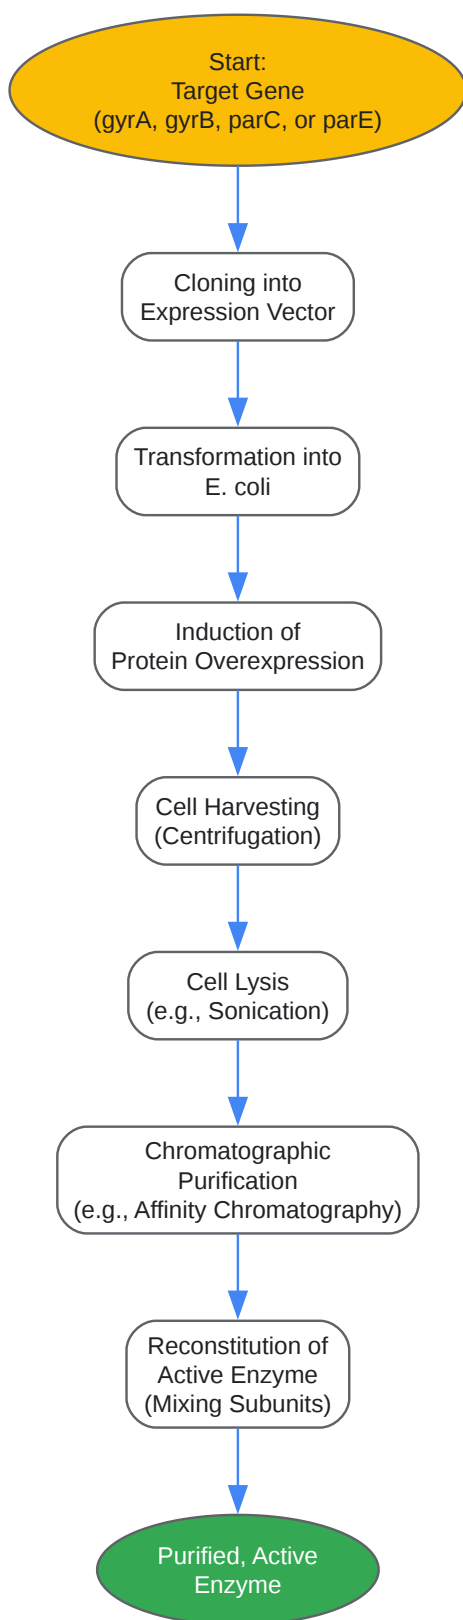 Start:
Target Gene
(gyrA, gyrB, parC, or parE)
Cloning into
Expression Vector
Transformation into
E. coli
Induction of
Protein Overexpression
Cell Harvesting
(Centrifugation)
Cell Lysis
(e.g., Sonication)
Chromatographic
Purification
(e.g., Affinity Chromatography)
Reconstitution of
Active Enzyme
(Mixing Subunits)
Purified, Active
Enzyme